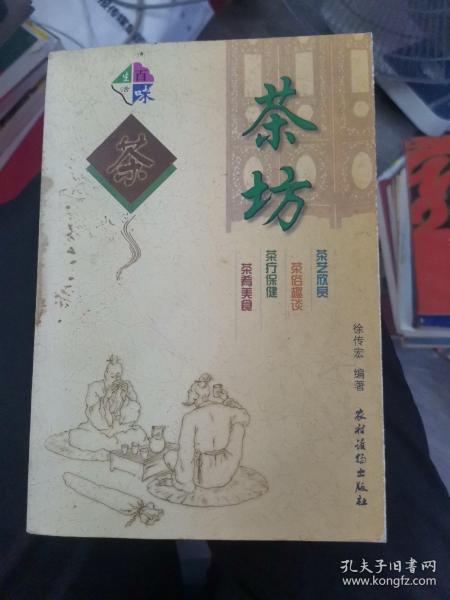 百味
生活
茶
茶坊
茶艺欣赏
茶俗趣谈
茶疗保健
茶肴美食
徐传宏 编著
农村读物出版社
孔夫子旧书网
www.kongfz.com